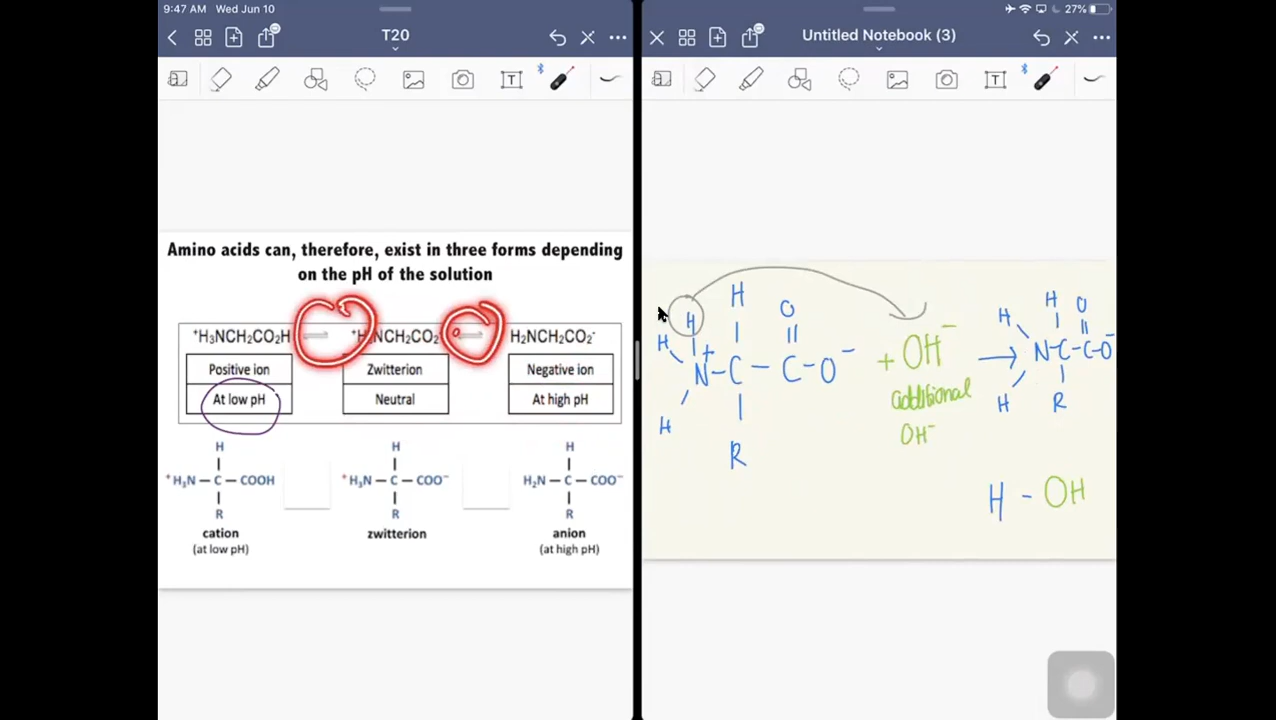 9:47 AM Wed Jun 10
27%
T20
Untitled Notebook (3)
T
T
Amino acids can, therefore, exist in three forms depending
on the pH of the solution
⁺H₃NCH₂CO₂H ⇌ ⁺H₃NCH₂CO₂⁻ ⇌ H₂NCH₂CO₂⁻
Positive ion Zwitterion Negative ion
At low pH Neutral At high pH
H H H
⁺H₃N — C — COOH ⁺H₃N — C — COO⁻ H₂N — C — COO⁻
R R R
cation zwitterion anion
(at low pH) (at high pH)
H H O
H N⁺ - C - C - O⁻ + OH⁻ → H H O
H N - C - C - O⁻
H R additional H R
OH⁻
H - OH